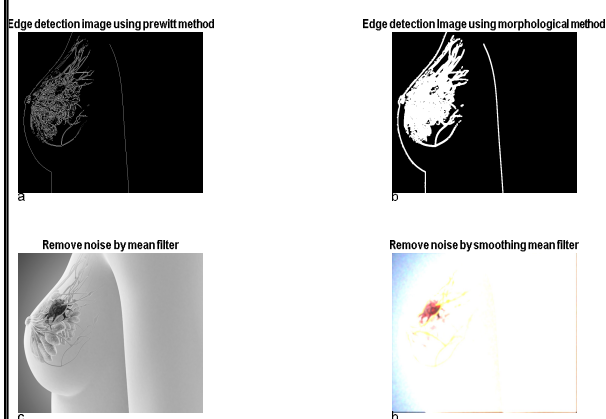 Edge detection image using prewitt method
Edge detection Image using morphological method
a
b
Remove noise by mean filter
Remove noise by smoothing mean filter
c
h